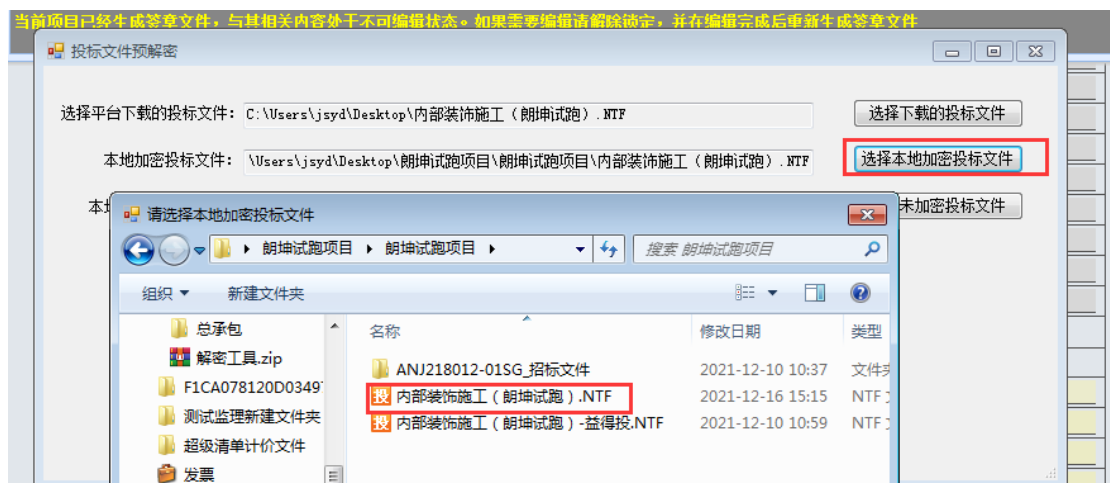 当前项目已经生成签章文件，与其相关内容处于不可编辑状态。如果需要编辑请解除锁定，并在编辑完成后重新生成签章文件
投标文件预解密
选择平台下载的投标文件： C:\Users\jsyd\Desktop\内部装饰施工（朗坤试跑）.NTF 选择下载的投标文件
本地加密投标文件： \Users\jsyd\Desktop\朗坤试跑项目\朗坤试跑项目\内部装饰施工（朗坤试跑）.NTF 选择本地加密投标文件
本 未加密投标文件
请选择本地加密投标文件
朗坤试跑项目 朗坤试跑项目 搜索 朗坤试跑项目
组织 新建文件夹
总承包 名称 修改日期 类型
解密工具.zip ANJ218012-01SG_招标文件 2021-12-10 10:37 文件夹
F1CA078120D0349 内部装饰施工（朗坤试跑）.NTF 2021-12-16 15:15 NTF
测试监理新建文件夹 内部装饰施工（朗坤试跑）-益得投.NTF 2021-12-10 10:59 NTF
超级清单计价文件
发票